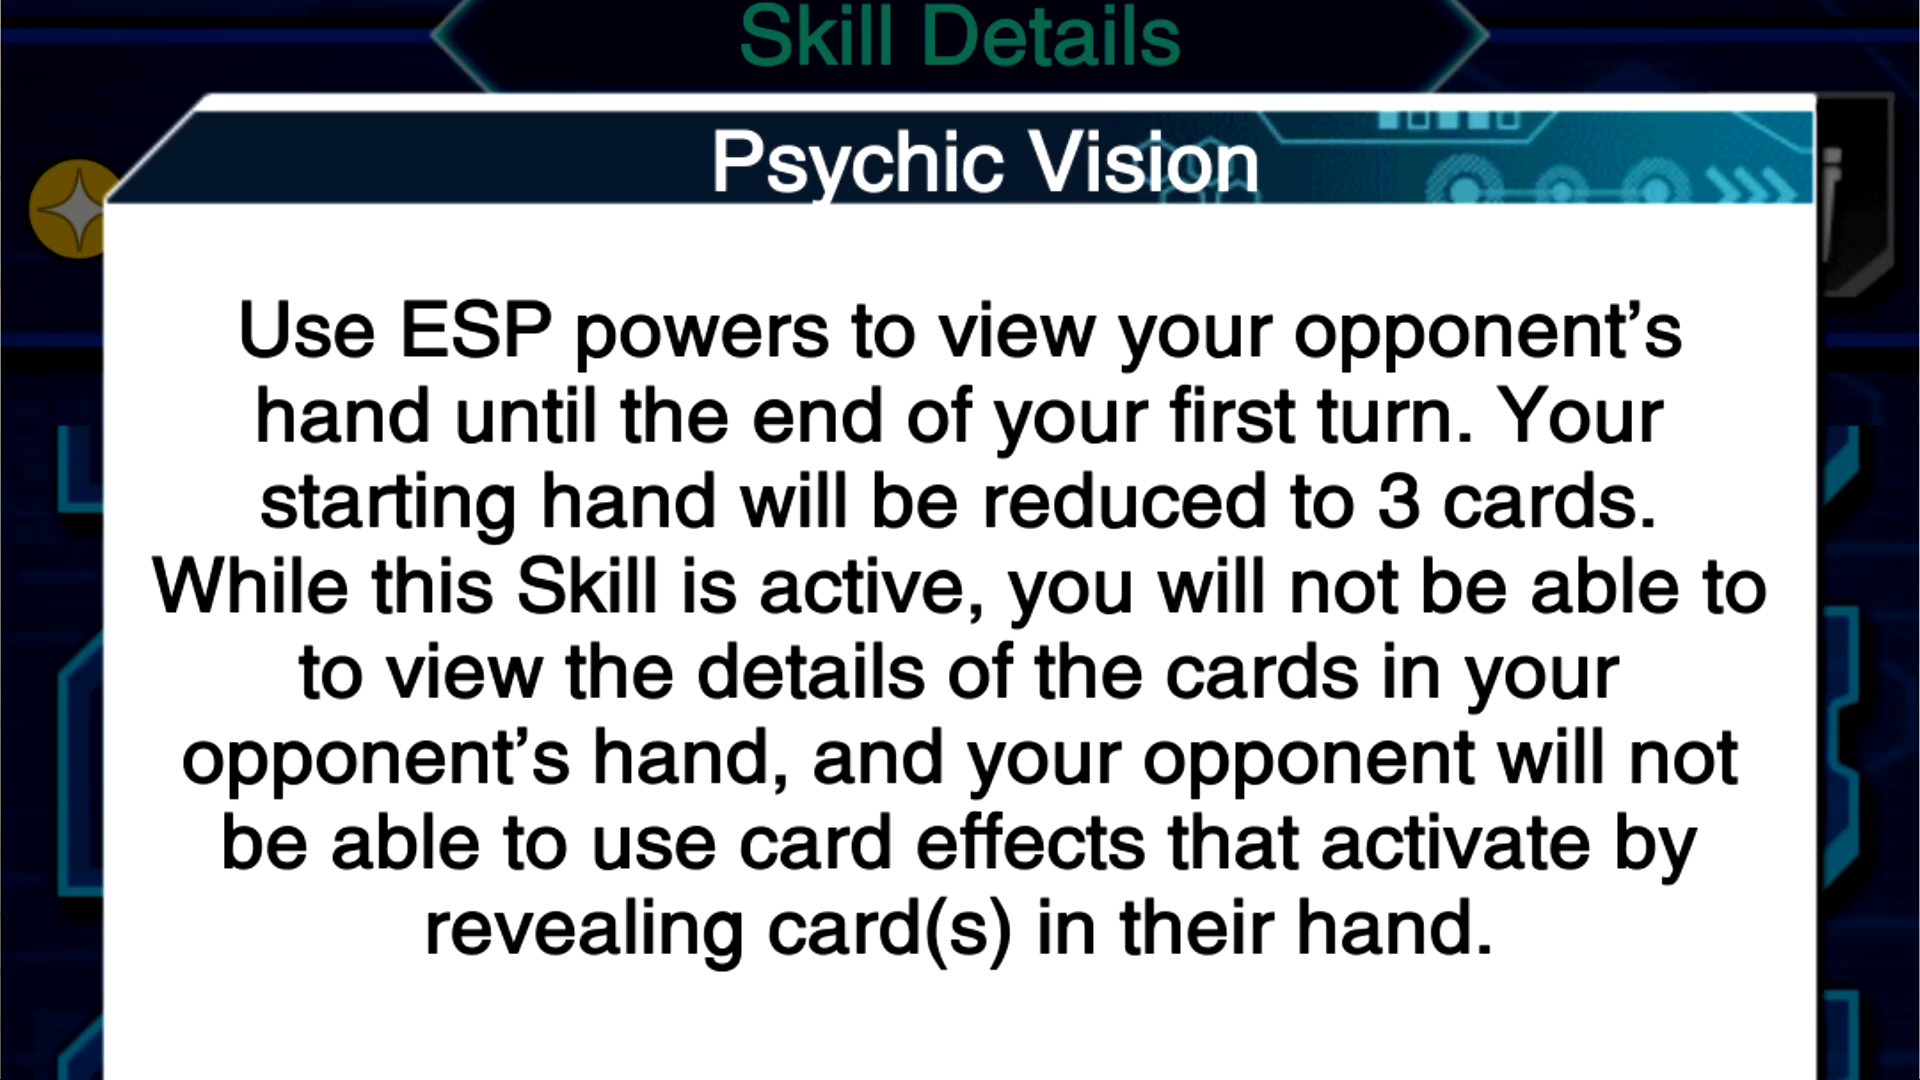 Skill Details
Psychic Vision
Use ESP powers to view your opponent’s
hand until the end of your first turn. Your
starting hand will be reduced to 3 cards.
While this Skill is active, you will not be able to
to view the details of the cards in your
opponent’s hand, and your opponent will not
be able to use card effects that activate by
revealing card(s) in their hand.